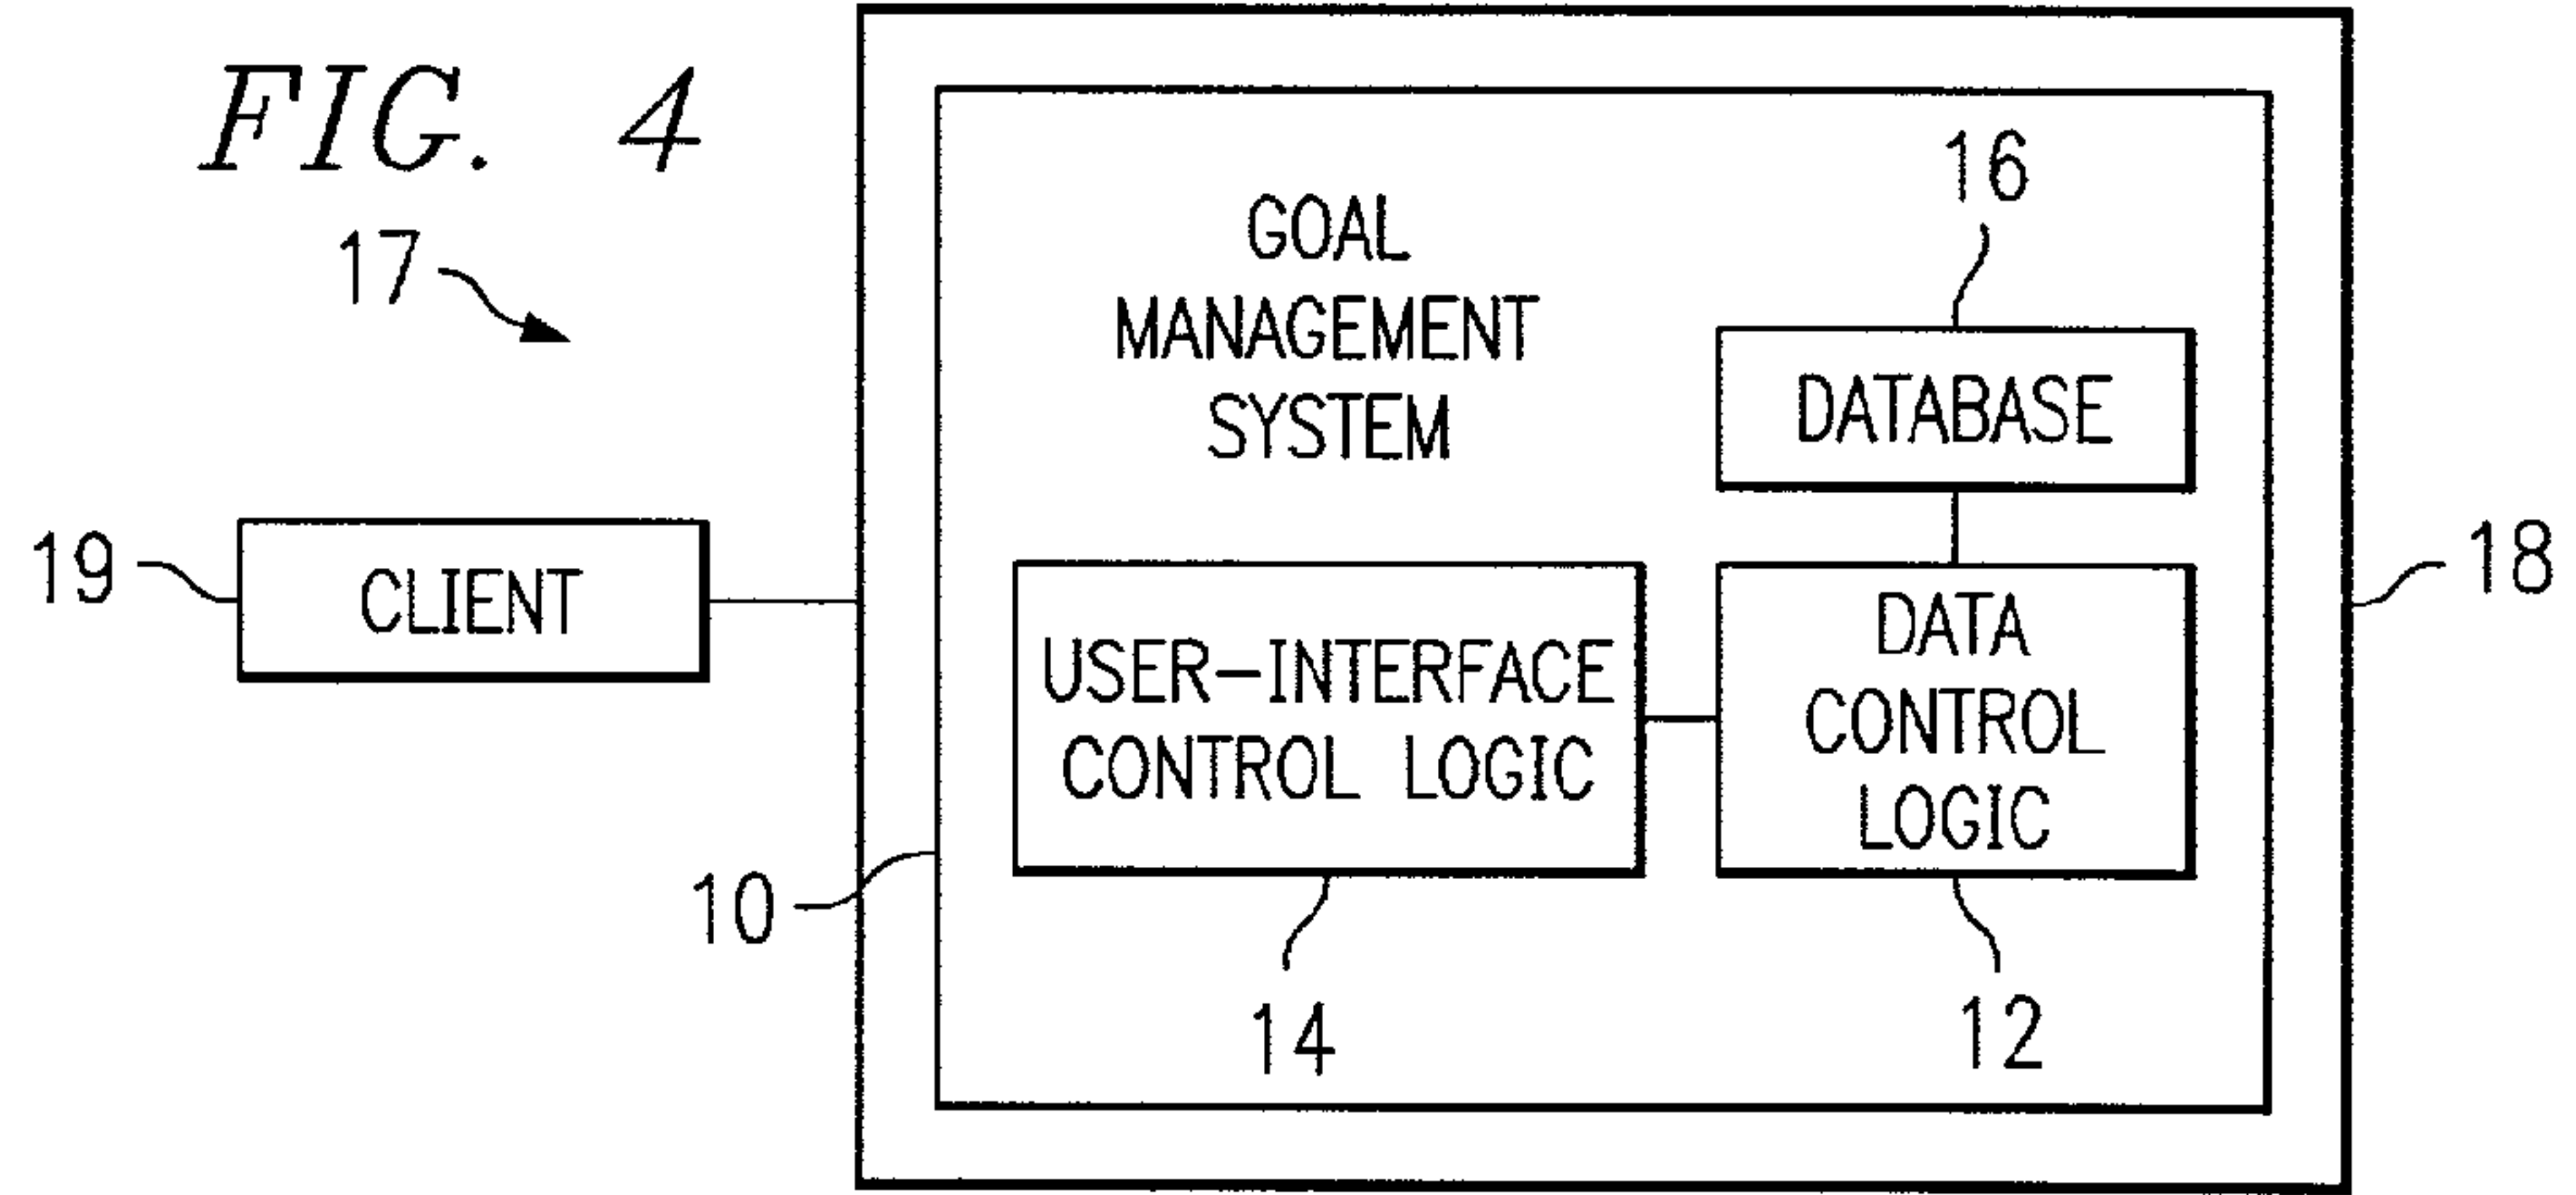 FIG. 4
17
GOAL
MANAGEMENT
SYSTEM
16
DATABASE
19
CLIENT
18
USER-INTERFACE
CONTROL LOGIC
DATA
CONTROL
LOGIC
10
14
12